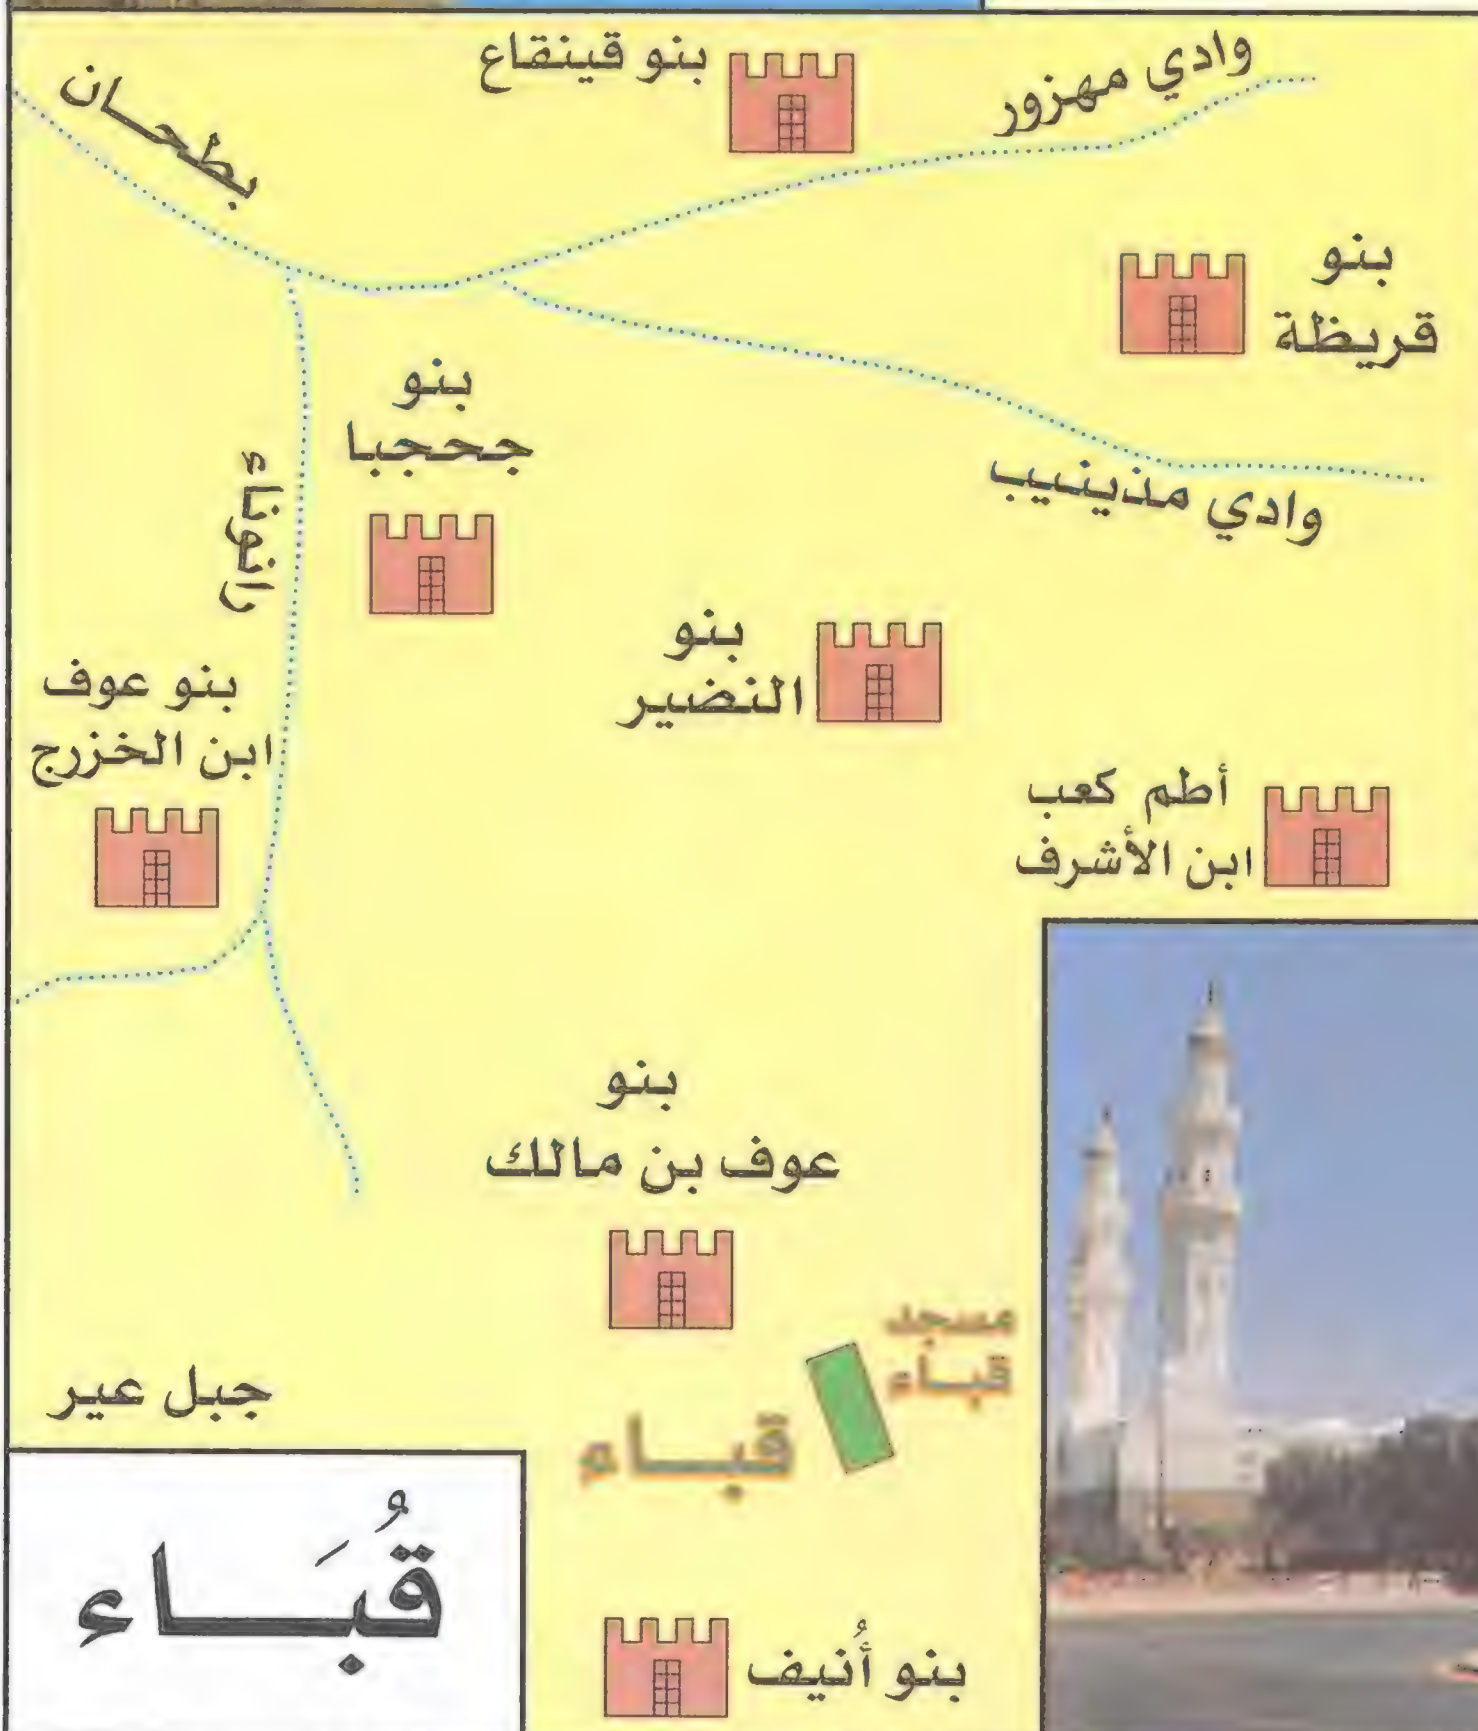 بنو قينقاع
وادي مهزور
بطحان
بنو
قريظة
بنو
جحجبا
وادي مذينيب
رانوناء
بنو
النضير
بنو عوف
ابن الخزرج
أطم كعب
ابن الأشرف
بنو
عوف بن مالك
مسجد
قباء
قباء
جبل عير
قُبَاء
بنو أُنيف